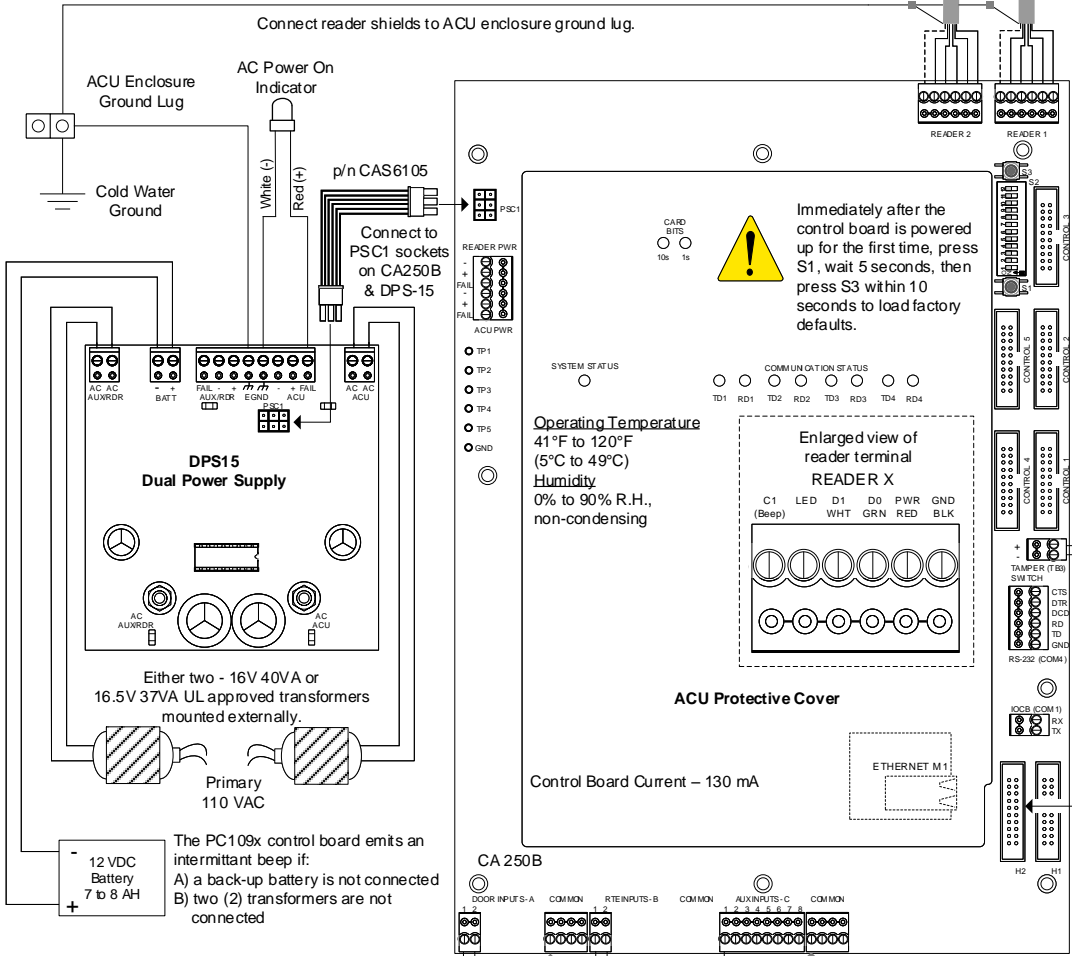 Connect reader shields to ACU enclosure ground lug.
ACU Enclosure
Ground Lug
AC Power On
Indicator
Cold Water
Ground
White (-)
Red (+)
p/n CAS6105
Connect to
PSC1 sockets
on CA250B
& DPS-15
READER 2
READER 1
PSC1
READER PWR
-
+
FAIL
-
+
FAIL
ACU PWR
TP1
TP2
TP3
TP4
TP5
GND
CARD
BITS
10s 1s
Immediately after the
control board is powered
up for the first time, press
S1, wait 5 seconds, then
press S3 within 10
seconds to load factory
defaults.
S3
S2
S1
CONTROL 3
CONTROL 5
CONTROL 2
CONTROL 4
CONTROL 1
SYSTEM STATUS
COMMUNICATION STATUS
TD1 RD1 TD2 RD2 TD3 RD3 TD4 RD4
Operating Temperature
41°F to 120°F
(5°C to 49°C)
Humidity
0% to 90% R.H.,
non-condensing
Enlarged view of
reader terminal
READER X
C1 LED D1 D0 PWR GND
(Beep) WHT GRN RED BLK
AC AC
AUX/RDR
- +
BATT
FAIL - + EGND - + FAIL
AUX/RDR ACU
PSC1
AC AC
ACU
DPS15
Dual Power Supply
AC
AUX/RDR
AC
ACU
Either two - 16V 40VA or
16.5V 37VA UL approved transformers
mounted externally.
Primary
110 VAC
+
-
TAMPER (TB3)
SWITCH
CTS
DTR
DCD
RD
TD
GND
RS-232 (COM4)
IOCB (COM1)
RX
TX
ACU Protective Cover
Control Board Current – 130 mA
ETHERNET M1
H2 H1
-
12 VDC
Battery
7 to 8 AH
+
The PC109x control board emits an
intermittant beep if:
A) a back-up battery is not connected
B) two (2) transformers are not
connected
CA 250B
DOOR INPUTS - A COMMON RTE INPUTS - B COMMON AUX INPUTS - C COMMON
1 2 1 2 1 2 3 4 5 6 7 8